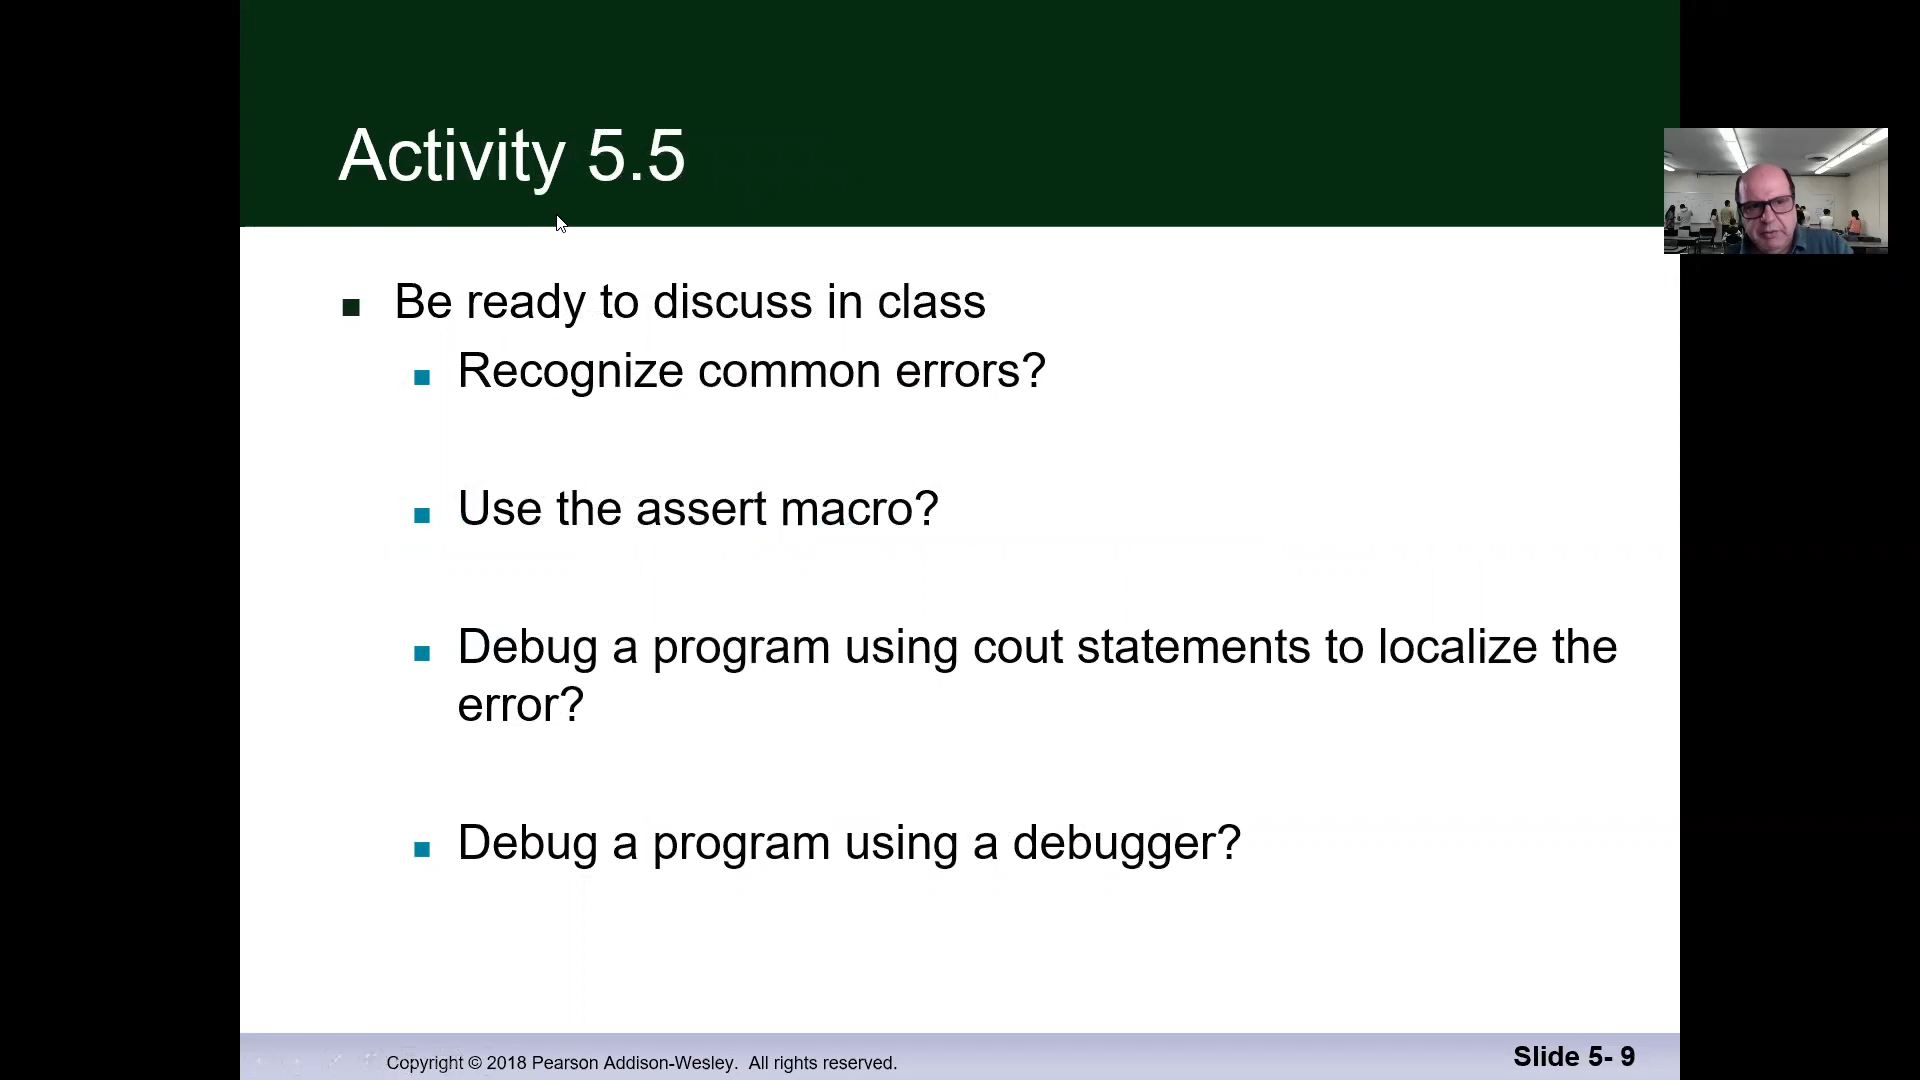 Activity 5.5
Be ready to discuss in class
Recognize common errors?
Use the assert macro?
Debug a program using cout statements to localize the
error?
Debug a program using a debugger?
Copyright © 2018 Pearson Addison-Wesley. All rights reserved.
Slide 5- 9